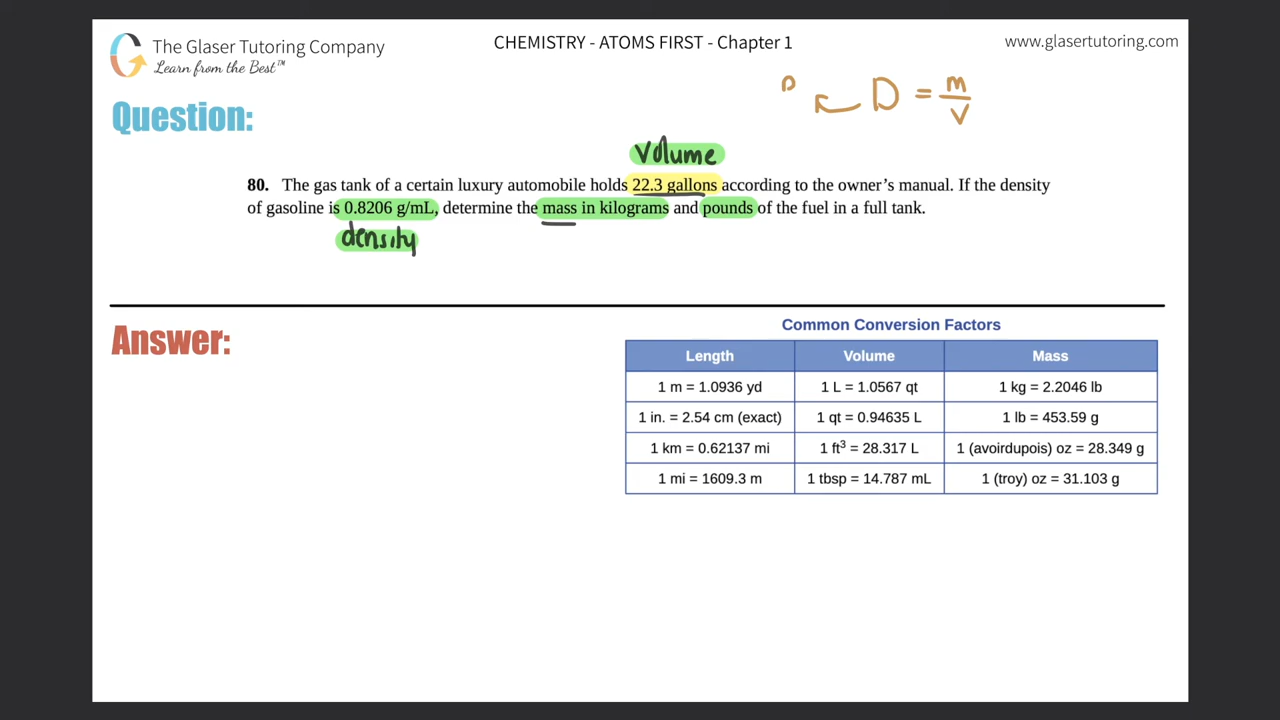 The Glaser Tutoring Company
Learn from the Best™
CHEMISTRY - ATOMS FIRST - Chapter 1
www.glasertutoring.com
D D = m/v
Question:
volume
80. The gas tank of a certain luxury automobile holds 22.3 gallons according to the owner's manual. If the density
of gasoline is 0.8206 g/mL, determine the mass in kilograms and pounds of the fuel in a full tank.
density
Answer:
Common Conversion Factors
Length Volume Mass
1 m = 1.0936 yd 1 L = 1.0567 qt 1 kg = 2.2046 lb
1 in. = 2.54 cm (exact) 1 qt = 0.94635 L 1 lb = 453.59 g
1 km = 0.62137 mi 1 ft³ = 28.317 L 1 (avoirdupois) oz = 28.349 g
1 mi = 1609.3 m 1 tbsp = 14.787 mL 1 (troy) oz = 31.103 g